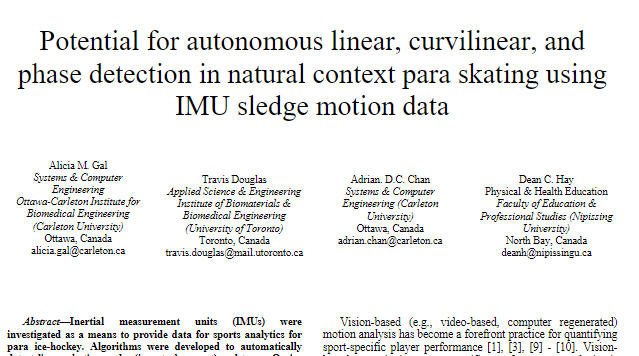 Potential for autonomous linear, curvilinear, and
phase detection in natural context para skating using
IMU sledge motion data
Alicia M. Gal
Systems & Computer
Engineering
Ottawa-Carleton Institute for
Biomedical Engineering
(Carleton University)
Ottawa, Canada
alicia.gal@carleton.ca
Travis Douglas
Applied Science & Engineering
Institute of Biomaterials &
Biomedical Engineering
(University of Toronto)
Toronto, Canada
travis.douglas@mail.utoronto.ca
Adrian. D.C. Chan
Systems & Computer
Engineering (Carleton
University)
Ottawa, Canada
adrian.chan@carleton.ca
Dean C. Hay
Physical & Health Education
Faculty of Education &
Professional Studies (Nipissing
University)
North Bay, Canada
deanh@nipissingu.ca
Abstract—Inertial measurement units (IMUs) were
investigated as a means to provide data for sports analytics for
para ice-hockey. Algorithms were developed to automatically
Vision-based (e.g., video-based, computer regenerated)
motion analysis has become a forefront practice for quantifying
sport-specific player performance [1], [3], [9] - [10]. Vision-